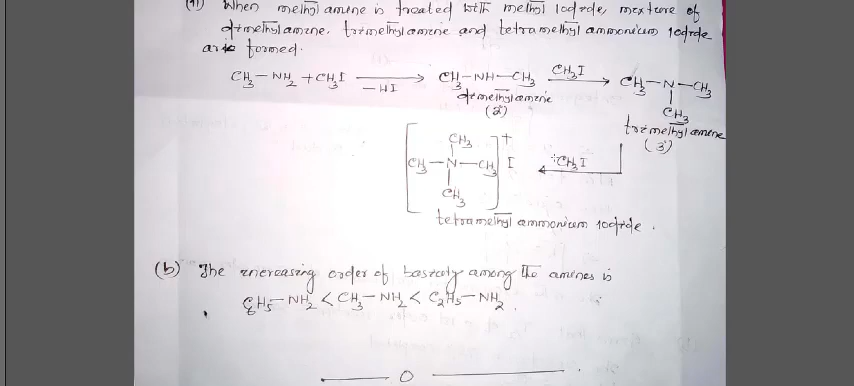 (ii) When methyl amine is treated with methyl Iodide, mixture of
dimethylamine, trimethylamine and tetramethyl ammonium Iodide
are formed.
CH3-NH2 + CH3I → -HI CH3-NH-CH3 CH3I → CH3-N-CH3
CH3
dimethylamine
(2°)
trimethylamine
(3°)
[CH3-N-CH3]+ I ← CH3I
CH3
CH3
tetramethyl ammonium Iodide.
(b) The increasing order of basicity among the amines is
C6H5-NH2 < CH3-NH2 < C2H5-NH2.